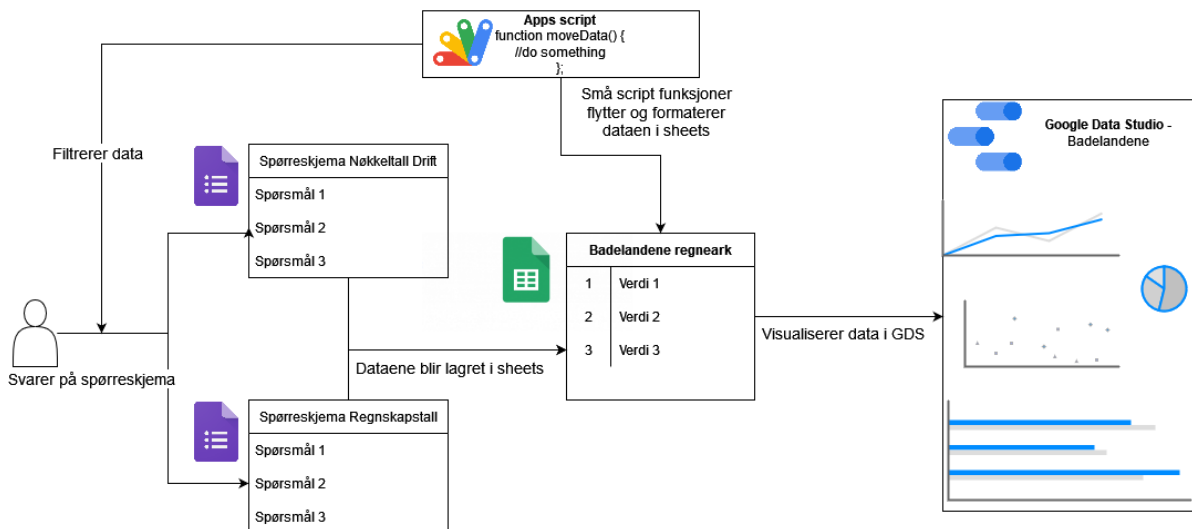 Apps script
function moveData() {
//do something
};
Små script funksjoner
flytter og formaterer
dataen i sheets
Filtrerer data
Svarer på spørreskjema
Spørreskjema Nøkkeltall Drift
Spørsmål 1
Spørsmål 2
Spørsmål 3
Spørreskjema Regnskapstall
Spørsmål 1
Spørsmål 2
Spørsmål 3
Dataene blir lagret i sheets
Badelandene regneark
1 Verdi 1
2 Verdi 2
3 Verdi 3
Visualiserer data i GDS
Google Data Studio -
Badelandene